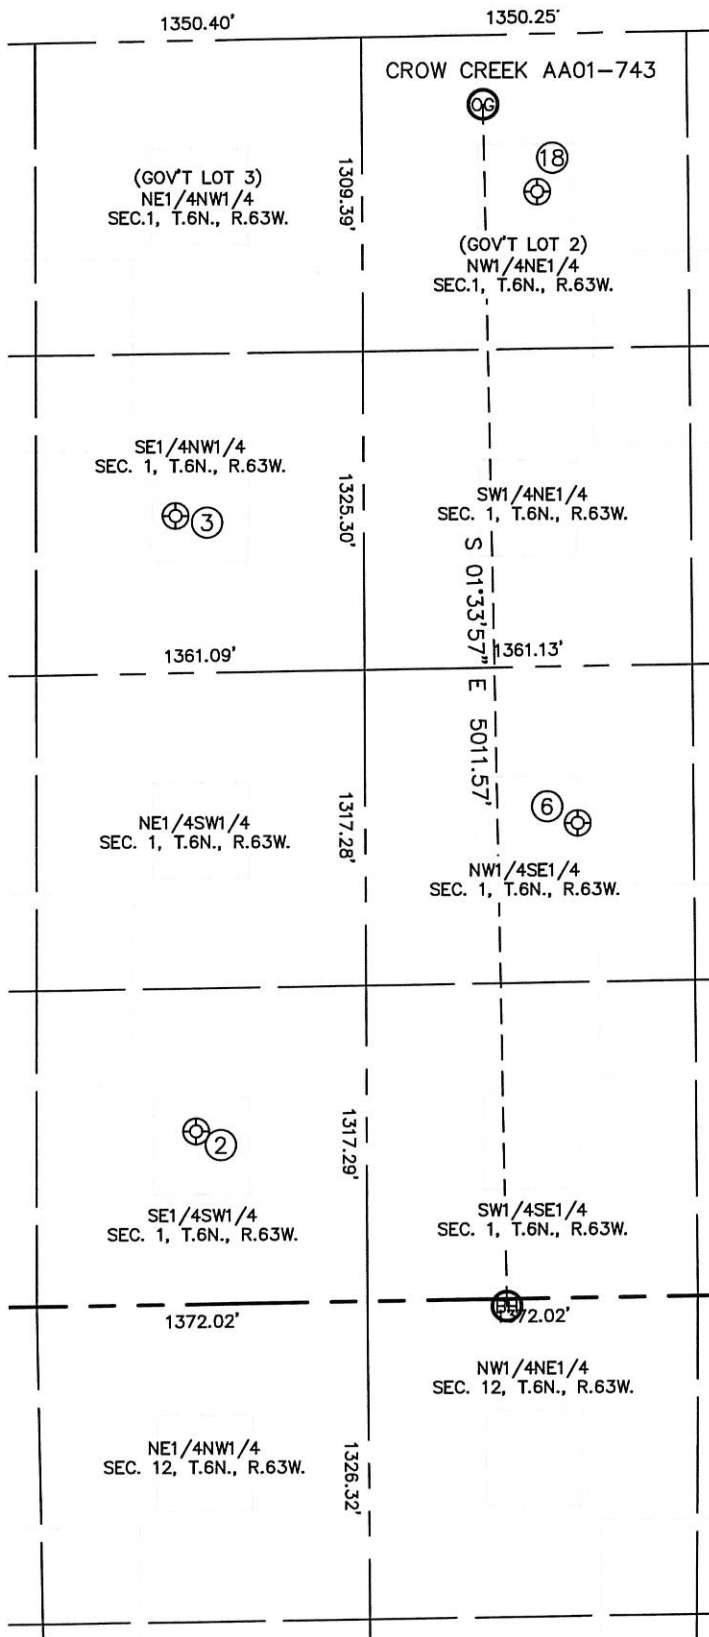 1350.40'
1350.25'
CROW CREEK AA01-743
OG
18
(GOV'T LOT 3)
NE1/4NW1/4
SEC.1, T.6N., R.63W.
1309.39'
(GOV'T LOT 2)
NW1/4NE1/4
SEC.1, T.6N., R.63W.
SE1/4NW1/4
SEC. 1, T.6N., R.63W.
3
1325.30'
SW1/4NE1/4
SEC. 1, T.6N., R.63W.
S 01°33'57" E 5011.57'
1361.09'
1361.13'
NE1/4SW1/4
SEC. 1, T.6N., R.63W.
1317.28'
6
NW1/4SE1/4
SEC. 1, T.6N., R.63W.
2
1317.29'
SE1/4SW1/4
SEC. 1, T.6N., R.63W.
SW1/4SE1/4
SEC. 1, T.6N., R.63W.
BH
1372.02'
1372.02'
NW1/4NE1/4
SEC. 12, T.6N., R.63W.
NE1/4NW1/4
SEC. 12, T.6N., R.63W.
1326.32'